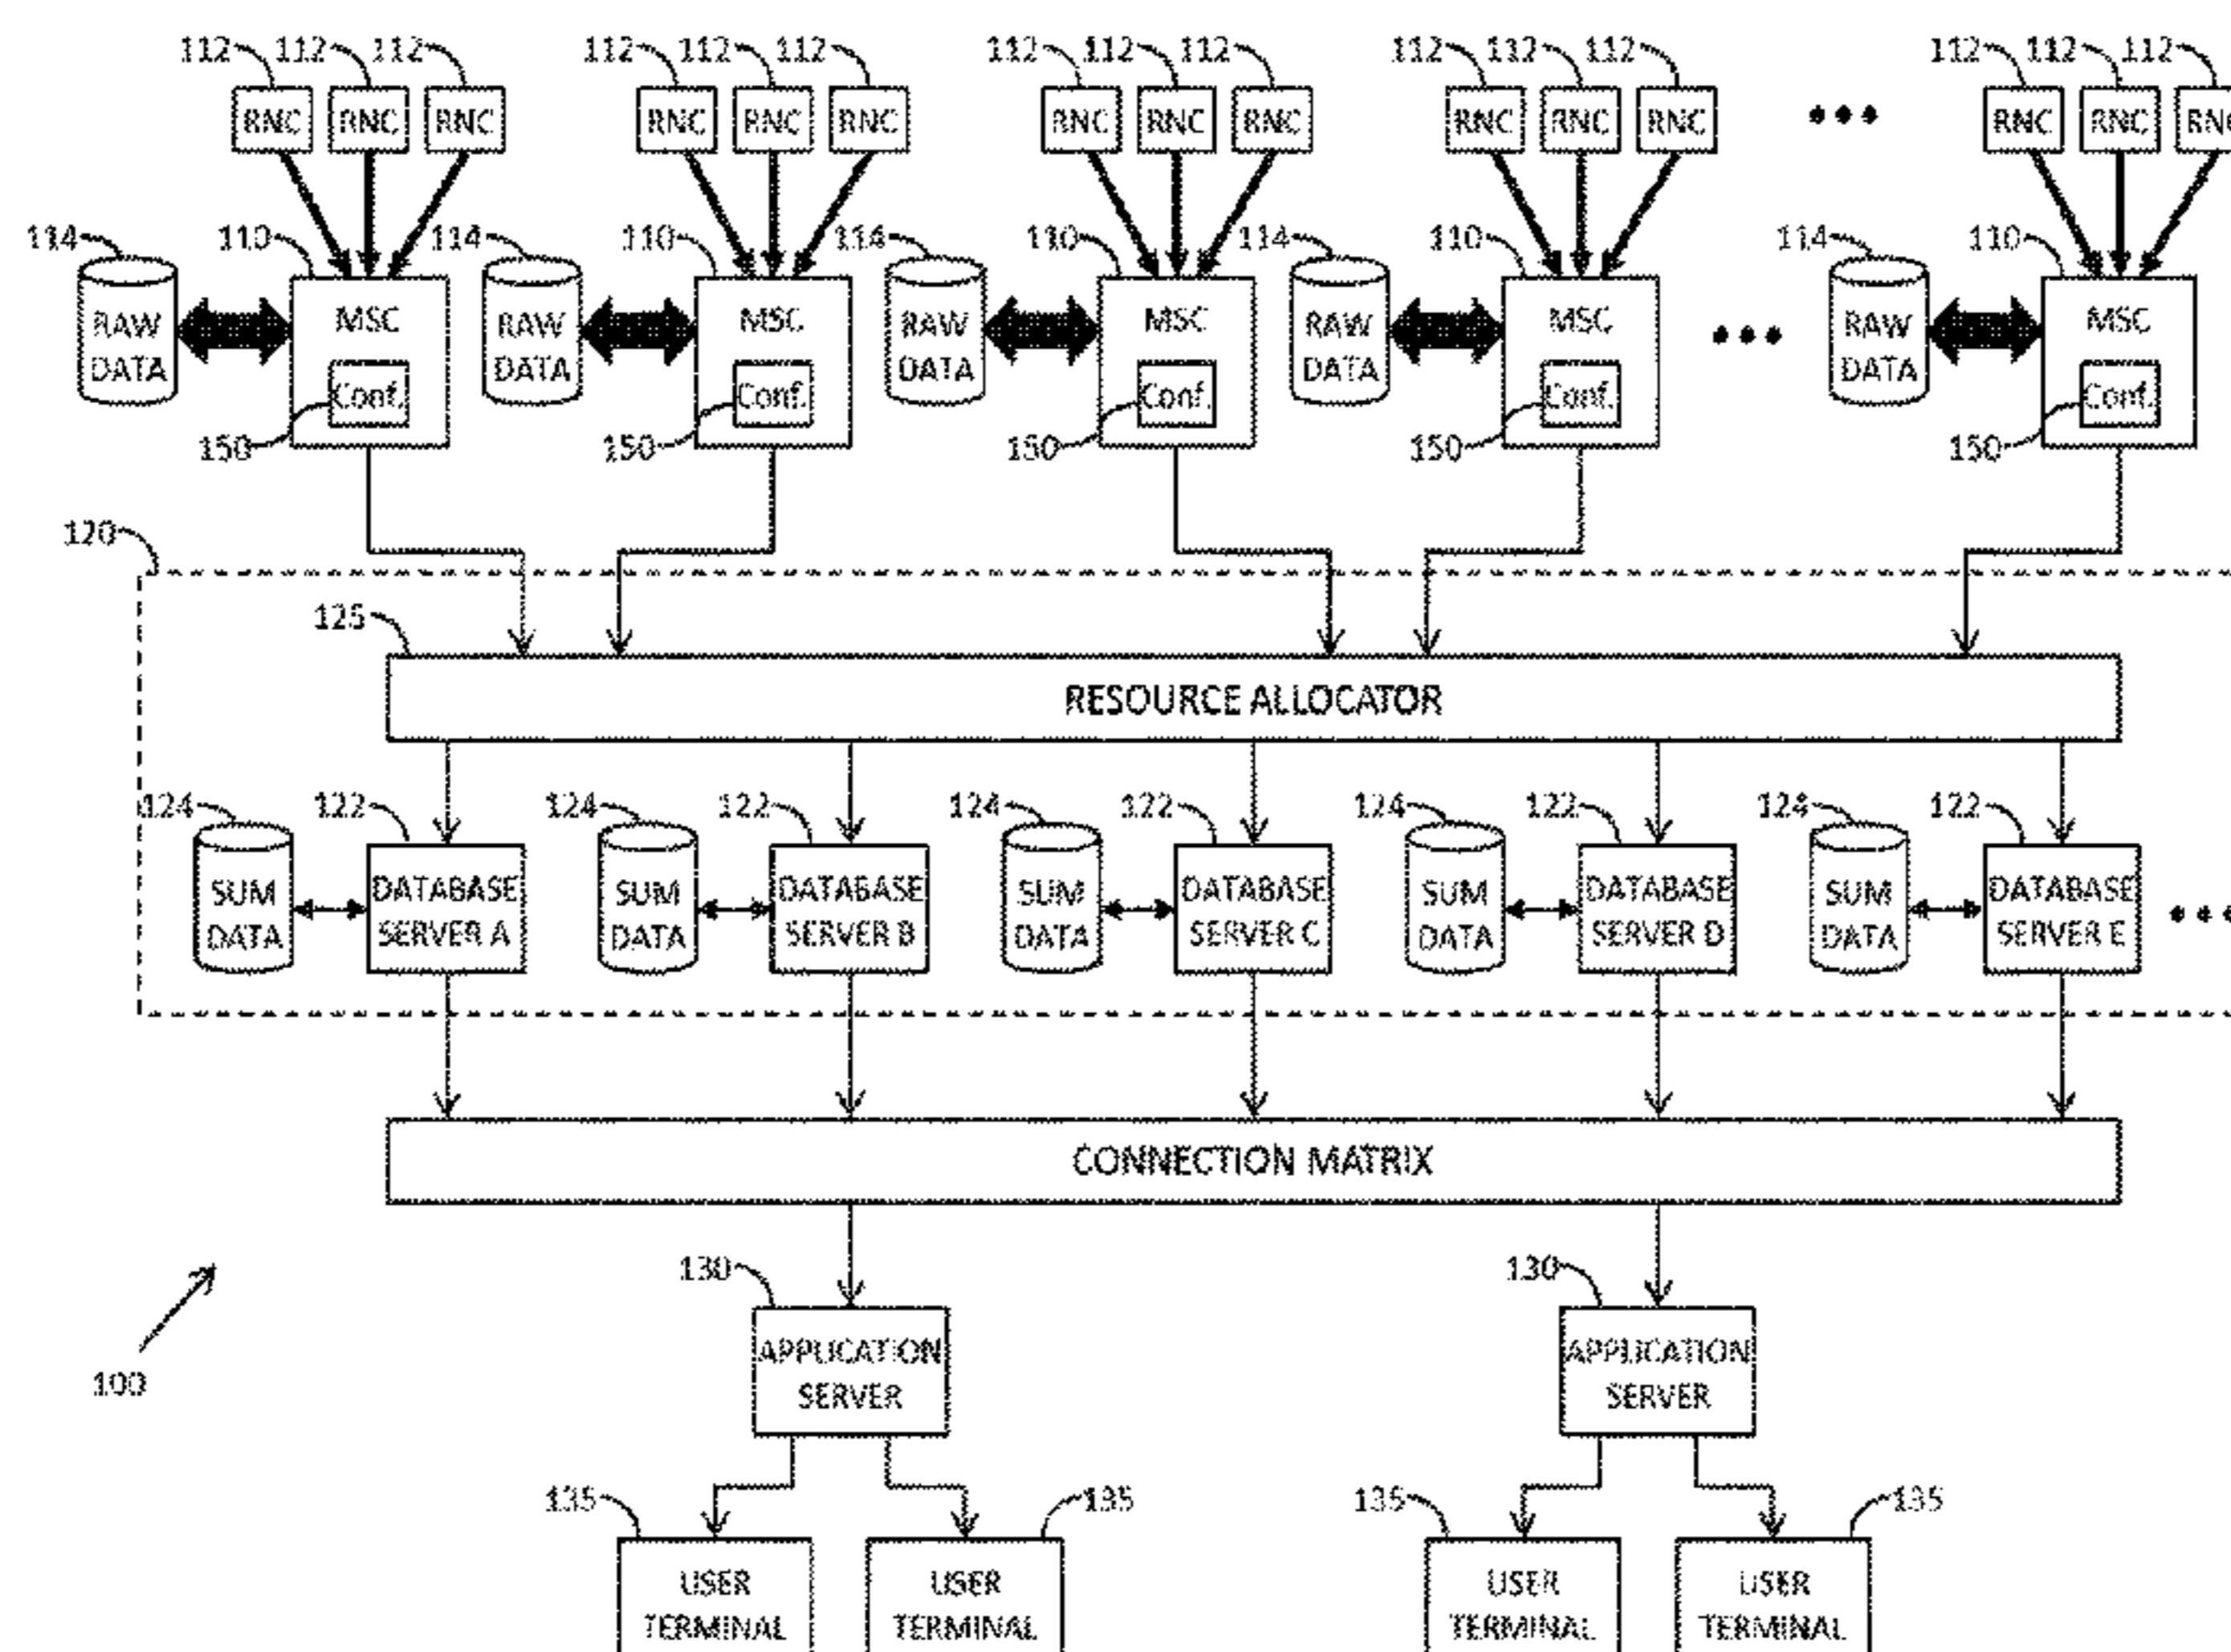 112 112 112 112 112 112 112 112 112 112 112 112 112 112 112
RNC RNC RNC RNC RNC RNC RNC RNC RNC RNC RNC RNC RNC RNC
114 110 114 110 114 110 114 110 114 110
RAW DATA MSC RAW DATA MSC RAW DATA MSC RAW DATA MSC RAW DATA MSC
Conf. Conf. Conf. Conf. Conf.
150 150 150 150 150
120
125
RESOURCE ALLOCATOR
124 122 124 122 124 122 124 122 124 122
SUM DATABASE SUM DATABASE SUM DATABASE SUM DATABASE SUM DATABASE
DATA SERVER A DATA SERVER B DATA SERVER C DATA SERVER D DATA SERVER E
CONNECTION MATRIX
130 130
APPLICATION APPLICATION
SERVER SERVER
100
135 135 135 135
USER USER USER USER
TERMINAL TERMINAL TERMINAL TERMINAL